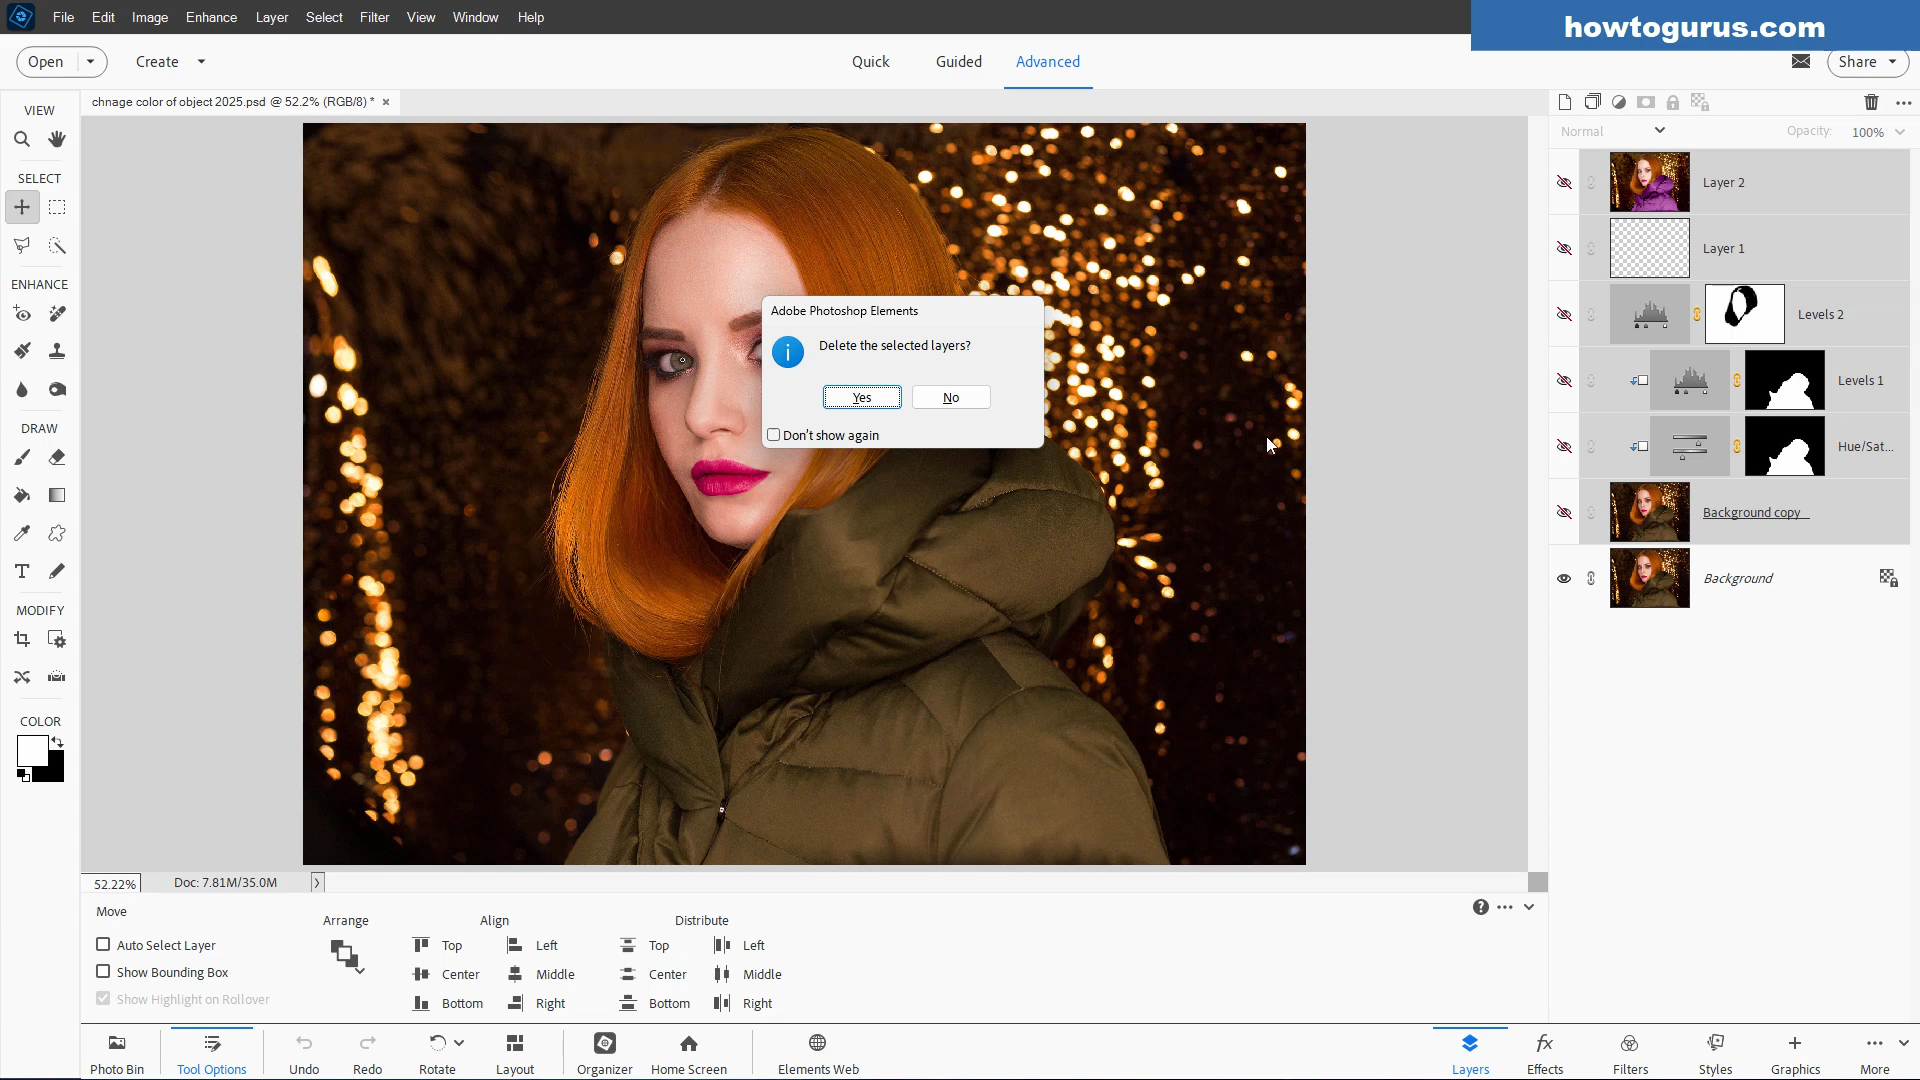 File Edit Image Enhance Layer Select Filter View Window Help
howtogurus.com
Open Create Quick Guided Advanced Share
chnage color of object 2025.psd @ 52.2% (RGB/8) * ×
VIEW
SELECT
ENHANCE
DRAW
MODIFY
COLOR
Normal Opacity: 100%
Layer 2
Layer 1
Levels 2
Levels 1
Hue/Sat...
Background copy
Background
Adobe Photoshop Elements
Delete the selected layers?
Yes No
Don't show again
52.22% Doc: 7.81M/35.0M
Move
Auto Select Layer
Show Bounding Box
Show Highlight on Rollover
Arrange Align Distribute
Top Left Top Left
Center Middle Center Middle
Bottom Right Bottom Right
Photo Bin Tool Options Undo Redo Rotate Layout Organizer Home Screen Elements Web Layers Effects Filters Styles Graphics More